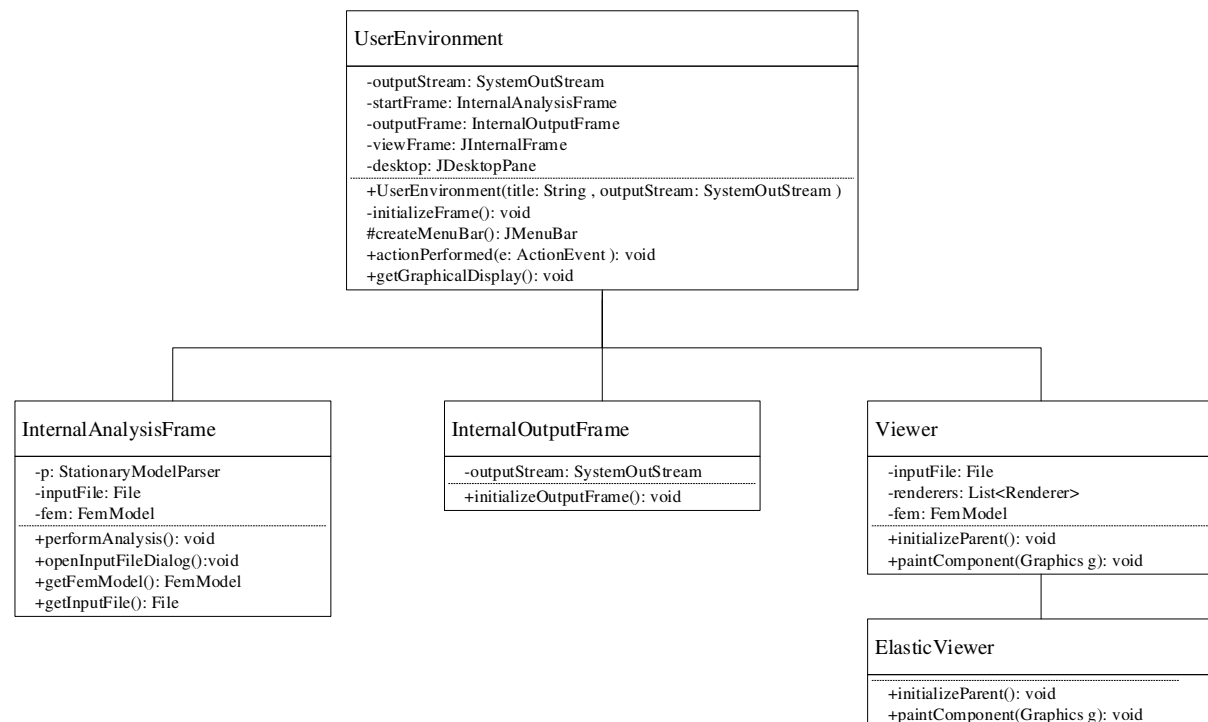 UserEnvironment
-outputStream: SystemOutStream
-startFrame: InternalAnalysisFrame
-outputFrame: InternalOutputFrame
-viewFrame: JInternalFrame
-desktop: JDesktopPane
+UserEnvironment(title: String , outputStream: SystemOutStream )
-initializeFrame(): void
#createMenuBar(): JMenuBar
+actionPerformed(e: ActionEvent ): void
+getGraphicalDisplay(): void
InternalAnalysisFrame
-p: StationaryModelParser
-inputFile: File
-fem: FemModel
+performAnalysis(): void
+openInputFileDialog():void
+getFemModel(): FemModel
+getInputFile(): File
InternalOutputFrame
-outputStream: SystemOutStream
+initializeOutputFrame(): void
Viewer
-inputFile: File
-renderers: List<Renderer>
-fem: FemModel
+initializeParent(): void
+paintComponent(Graphics g): void
ElasticViewer
+initializeParent(): void
+paintComponent(Graphics g): void